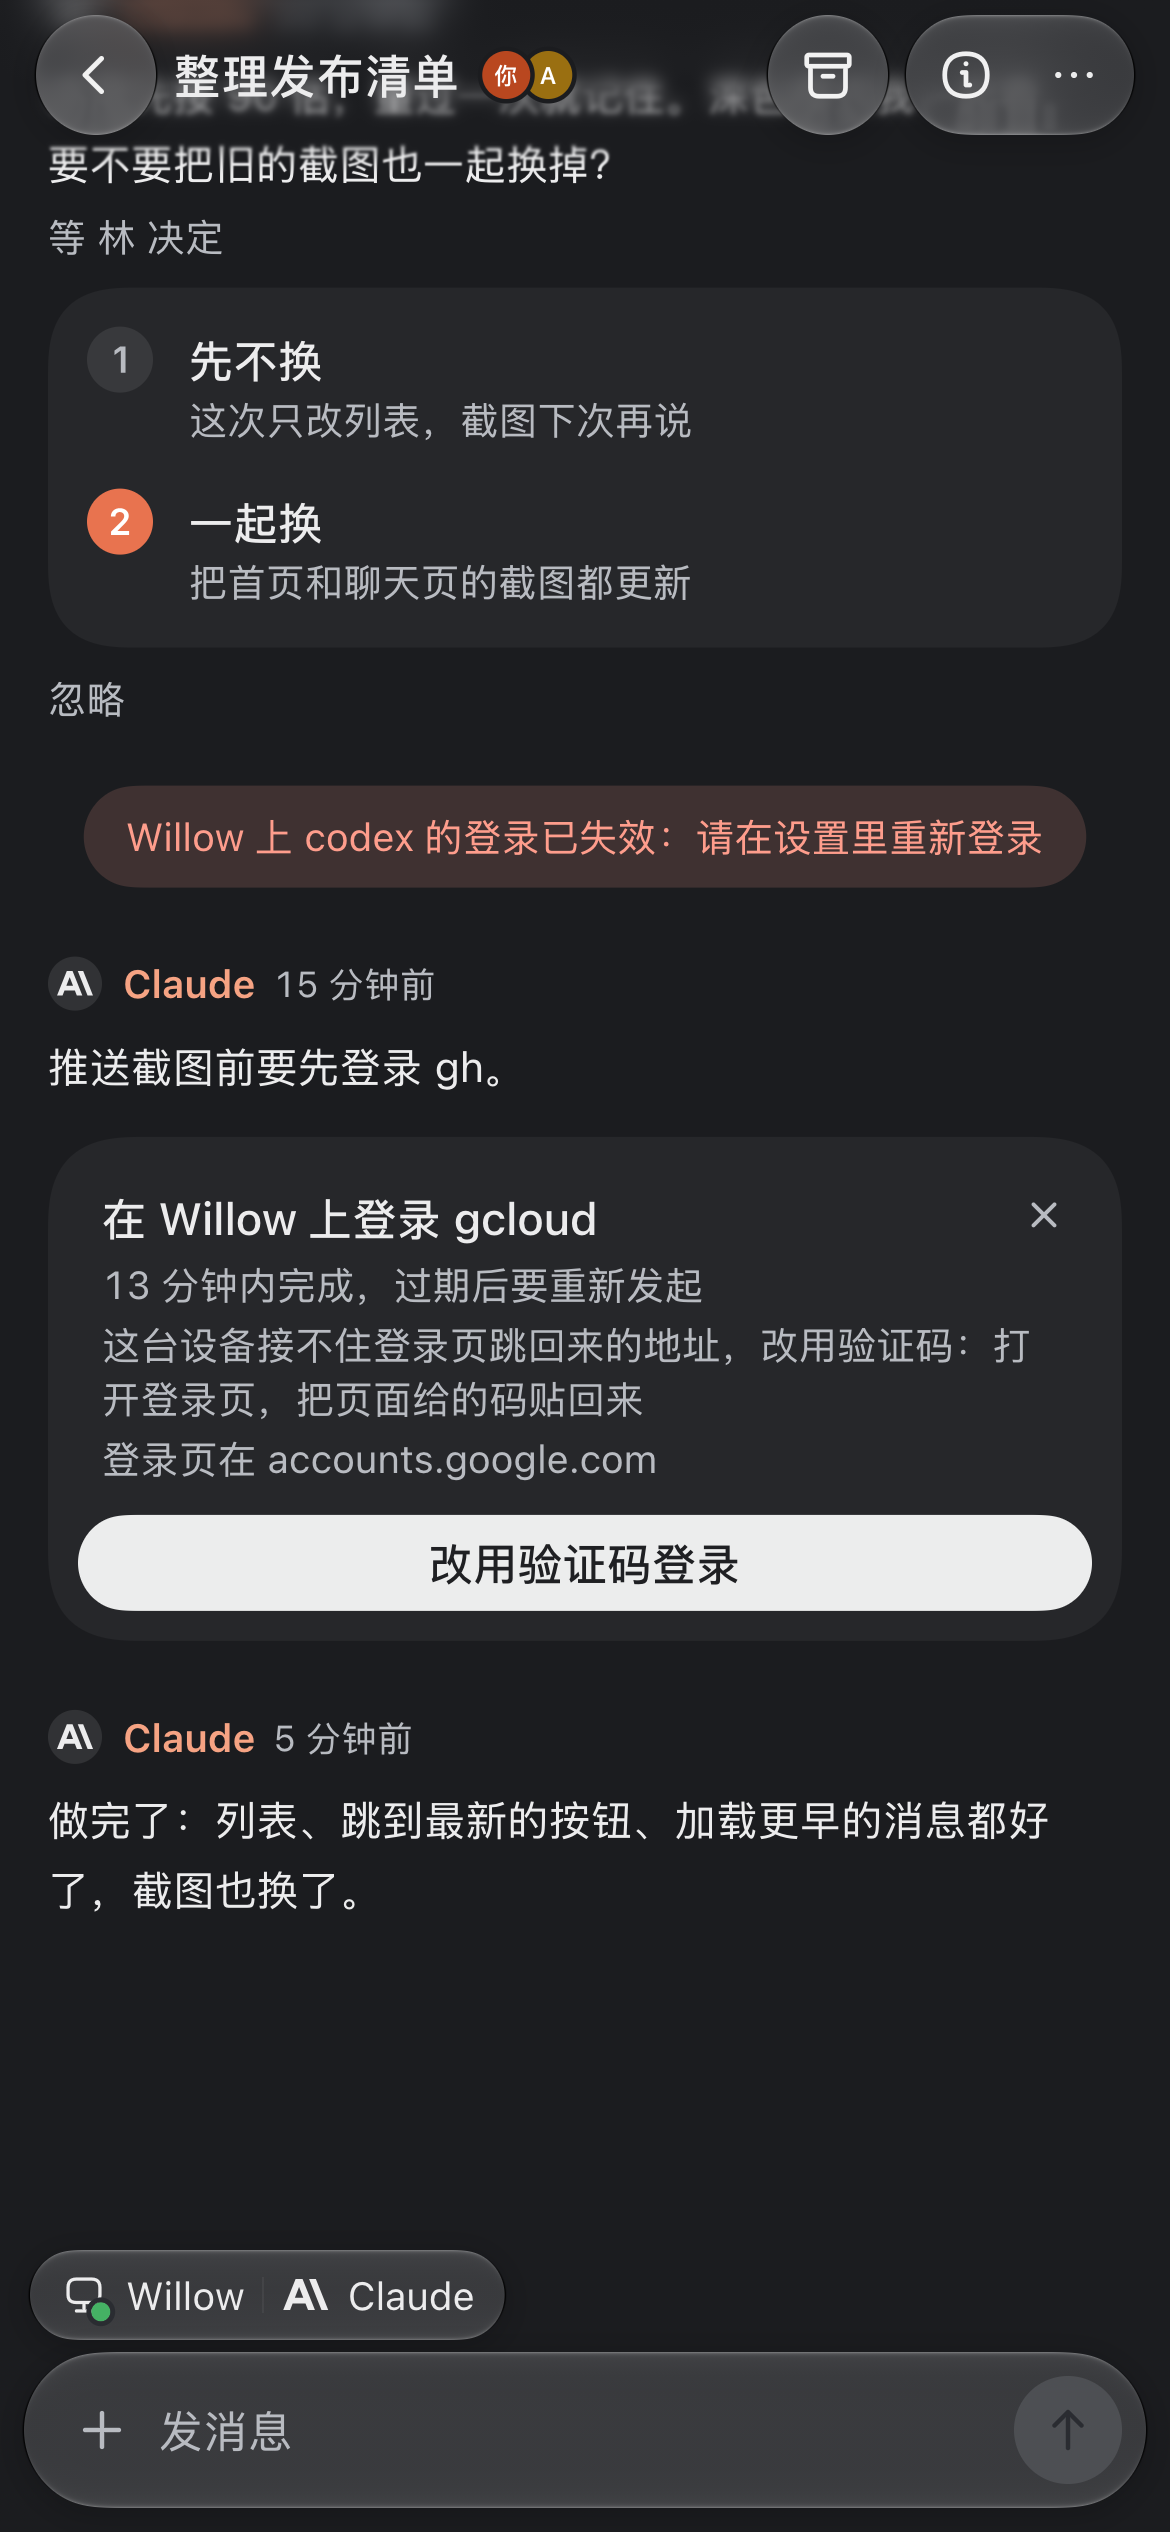 整理发布清单 你 A
要不要把旧的截图也一起换掉?
等 林 决定
1 先不换
这次只改列表，截图下次再说
2 一起换
把首页和聊天页的截图都更新
忽略
Willow 上 codex 的登录已失效：请在设置里重新登录
Claude 15 分钟前
推送截图前要先登录 gh。
在 Willow 上登录 gcloud
13 分钟内完成，过期后要重新发起
这台设备接不住登录页跳回来的地址，改用验证码：打
开登录页，把页面给的码贴回来
登录页在 accounts.google.com
改用验证码登录
Claude 5 分钟前
做完了：列表、跳到最新的按钮、加载更早的消息都好
了，截图也换了。
Willow Claude
发消息